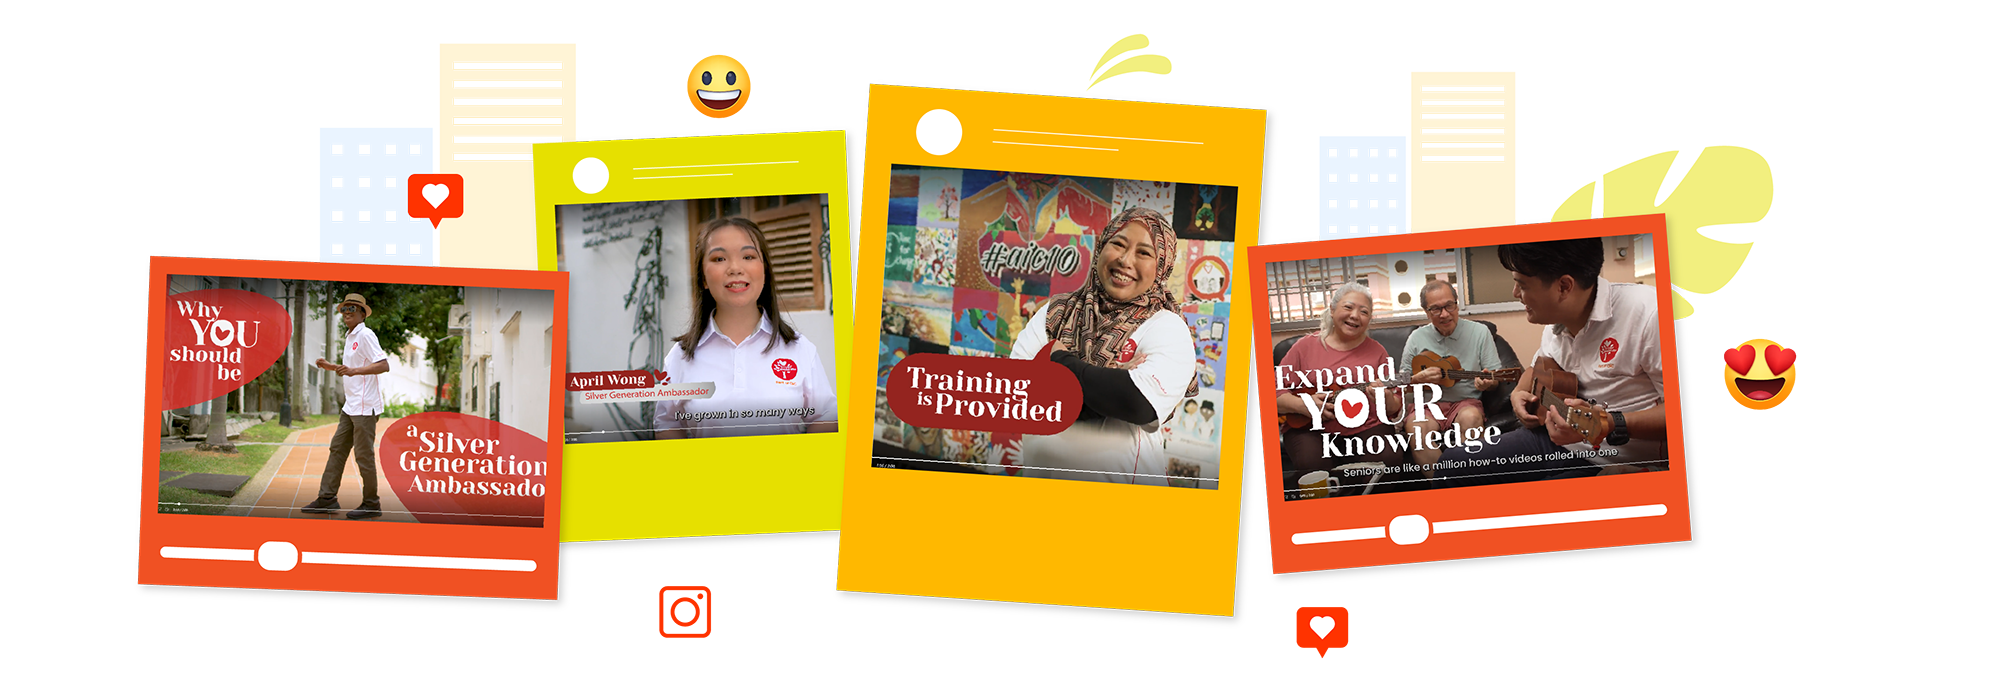 Why
YOU
should
be
a Silver
Generation
Ambassado
April Wong
Silver Generation Ambassador
I've grown in so many ways
#aic10
Training
is Provided
Expand
YOUR
Knowledge
Seniors are like a million how-to videos rolled into one